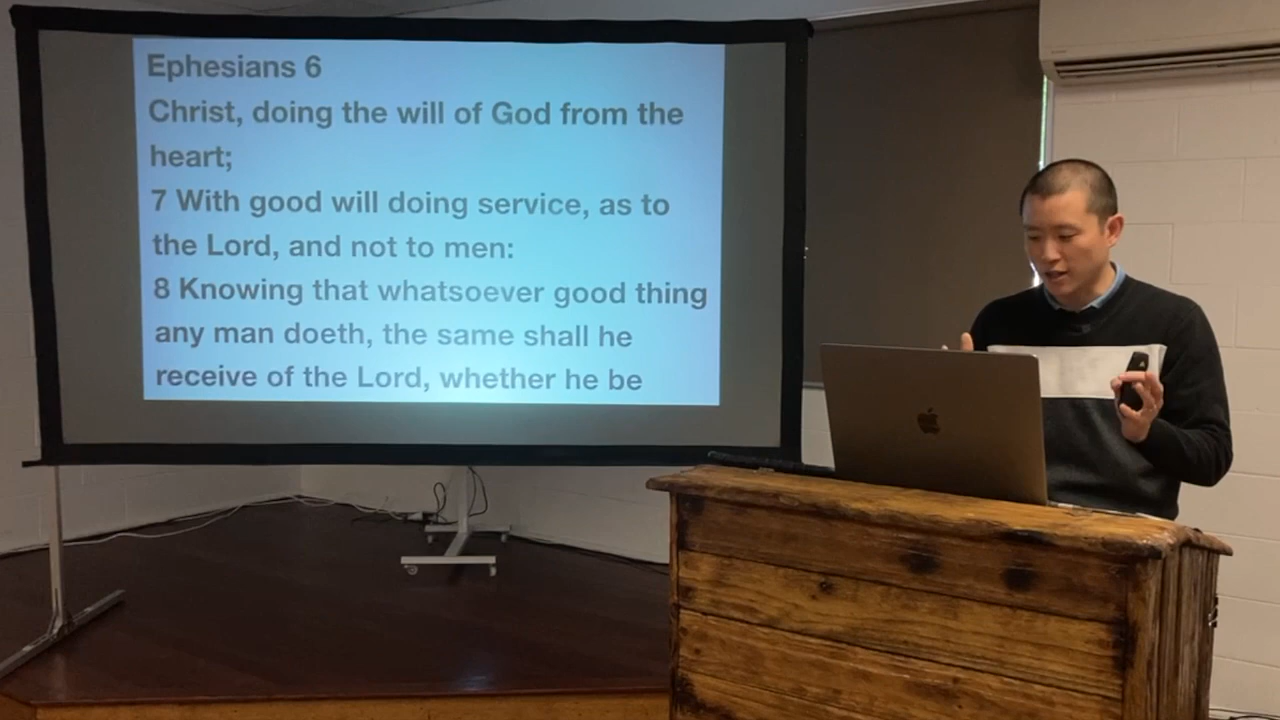 Ephesians 6
Christ, doing the will of God from the
heart;
7 With good will doing service, as to
the Lord, and not to men:
8 Knowing that whatsoever good thing
any man doeth, the same shall he
receive of the Lord, whether he be